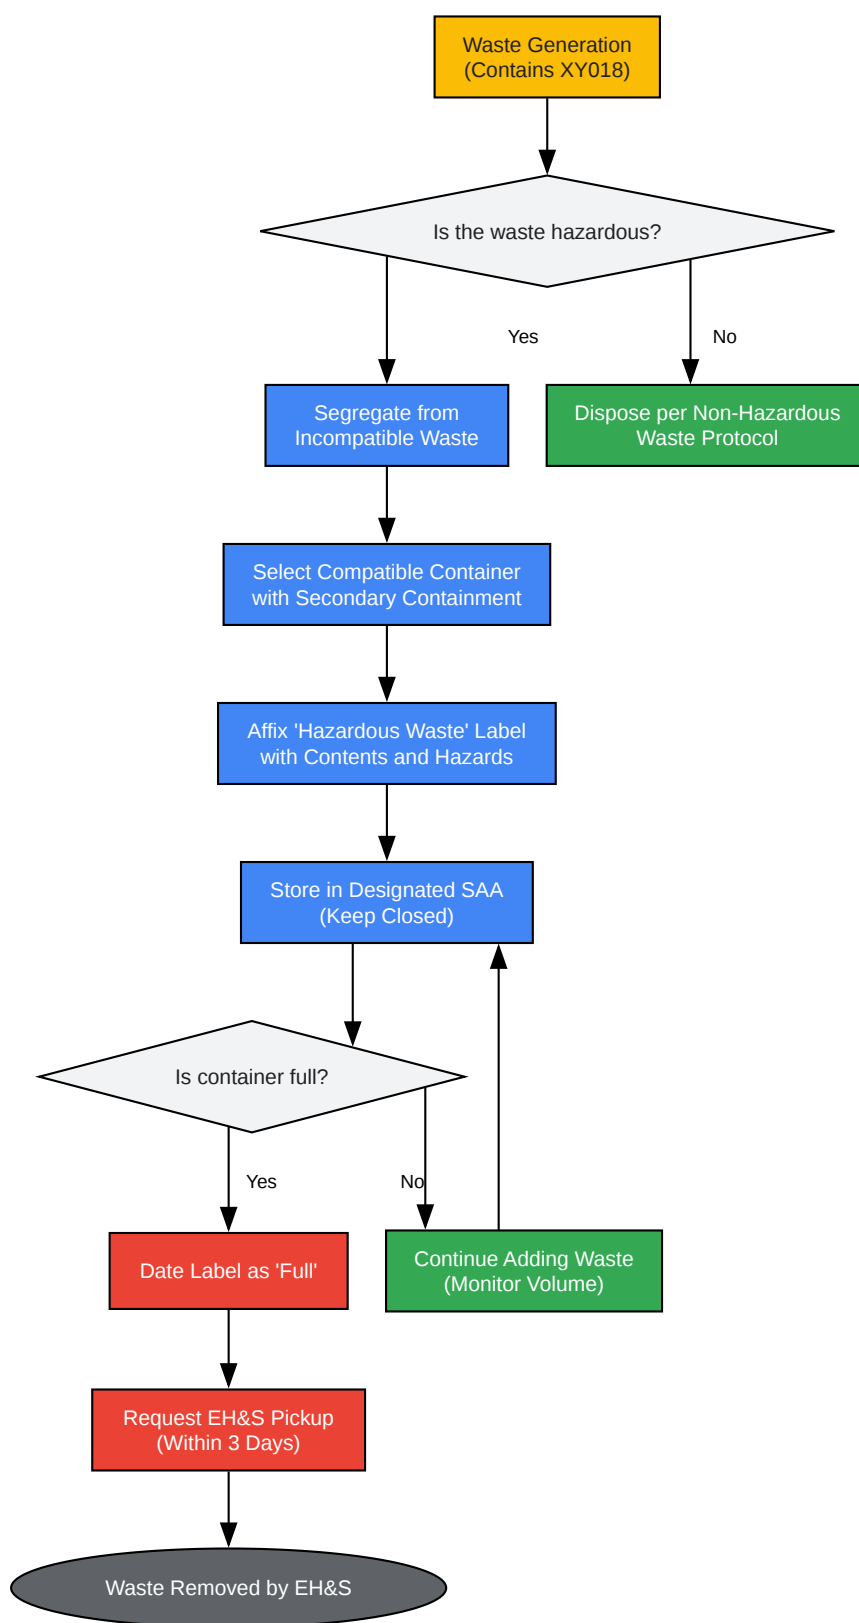 Waste Generation
(Contains XY018)
Is the waste hazardous?
Yes
No
Segregate from
Incompatible Waste
Dispose per Non-Hazardous
Waste Protocol
Select Compatible Container
with Secondary Containment
Affix 'Hazardous Waste' Label
with Contents and Hazards
Store in Designated SAA
(Keep Closed)
Is container full?
Yes
No
Date Label as 'Full'
Continue Adding Waste
(Monitor Volume)
Request EH&S Pickup
(Within 3 Days)
Waste Removed by EH&S